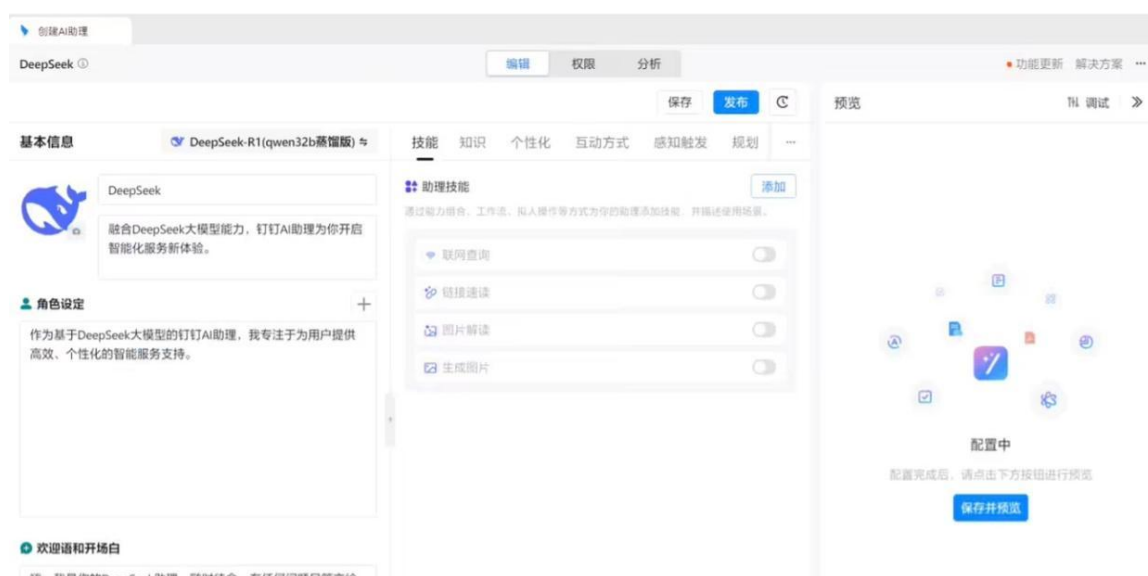 创建AI助理
DeepSeek
编辑 权限 分析
功能更新 解决方案
保存 发布
预览
调试
基本信息
DeepSeek-R1(qwen32b蒸馏版)
技能 知识 个性化 互动方式 感知触发 规划
DeepSeek
融合DeepSeek大模型能力，钉钉AI助理为你开启
智能化服务新体验。
助理技能
添加
通过能力组合、工作流、拟人操作等方式为你的助理添加技能，并描述使用场景。
联网查询
链接速读
图片解读
生成图片
角色设定
作为基于DeepSeek大模型的钉钉AI助理，我专注于为用户提供
高效、个性化的智能服务支持。
配置中
配置完成后，请点击下方按钮进行预览
保存并预览
欢迎语和开场白